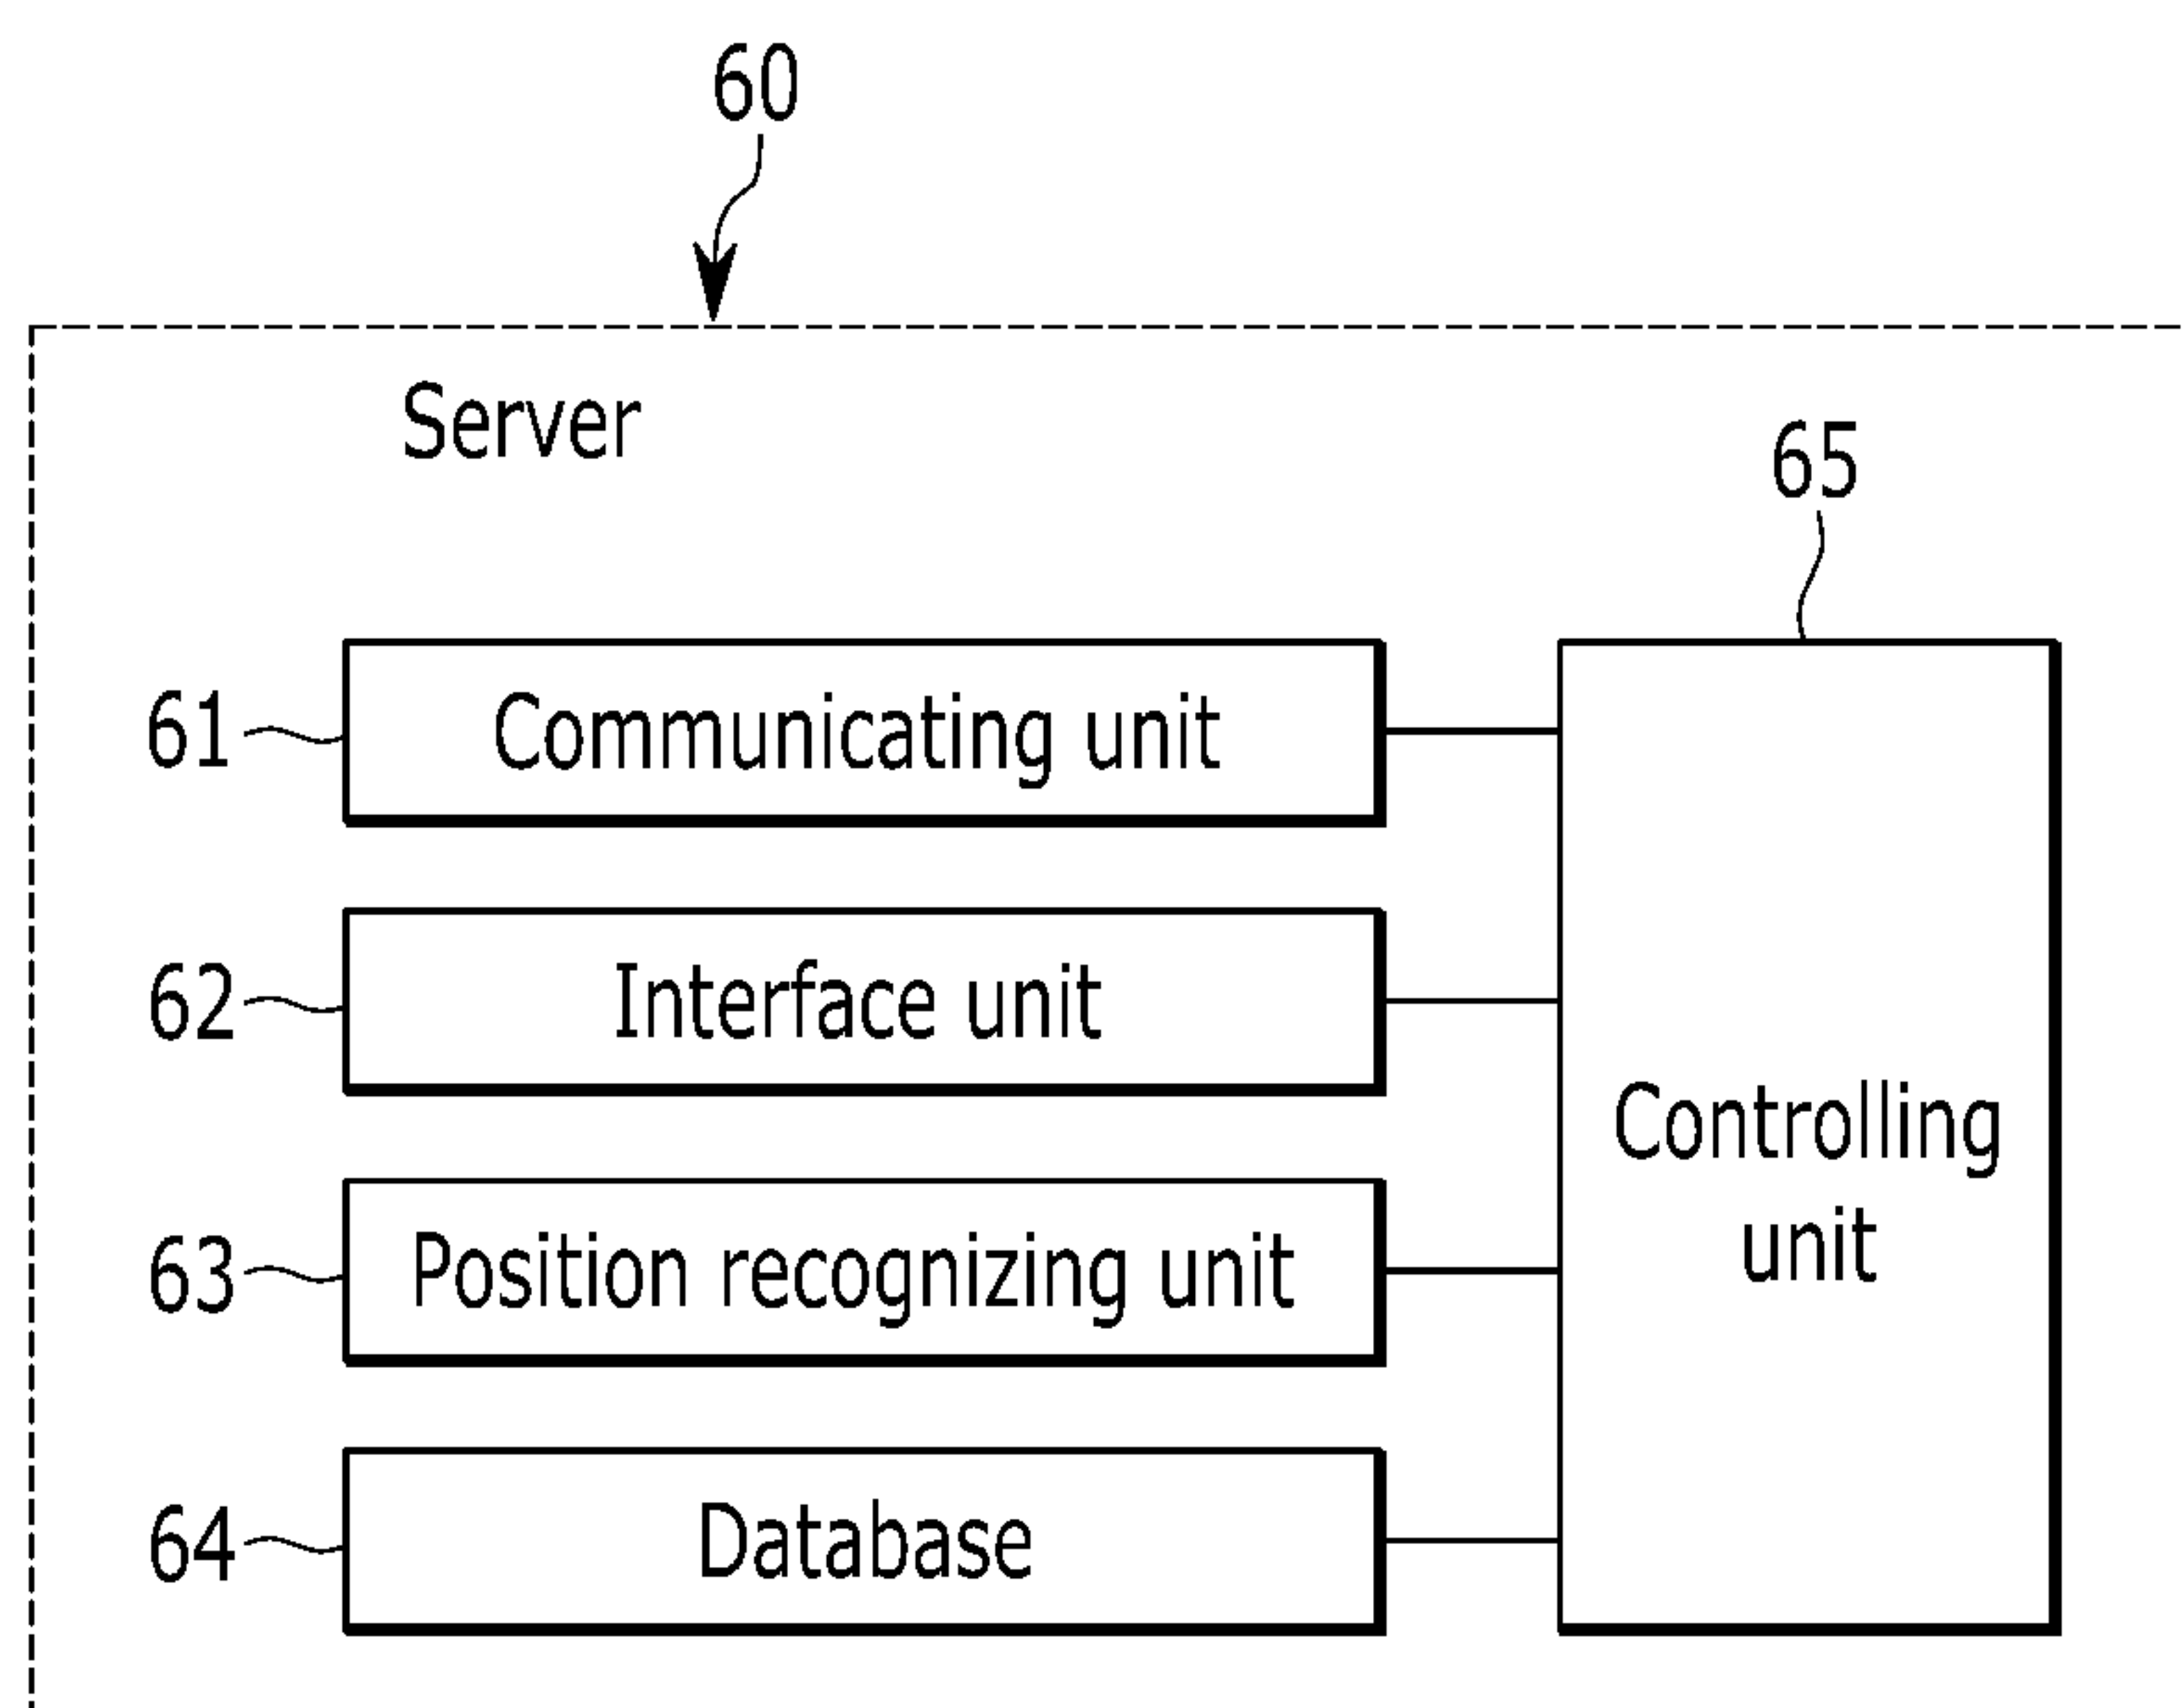 60
Server
65
61
Communicating unit
62
Interface unit
Controlling
unit
63
Position recognizing unit
64
Database